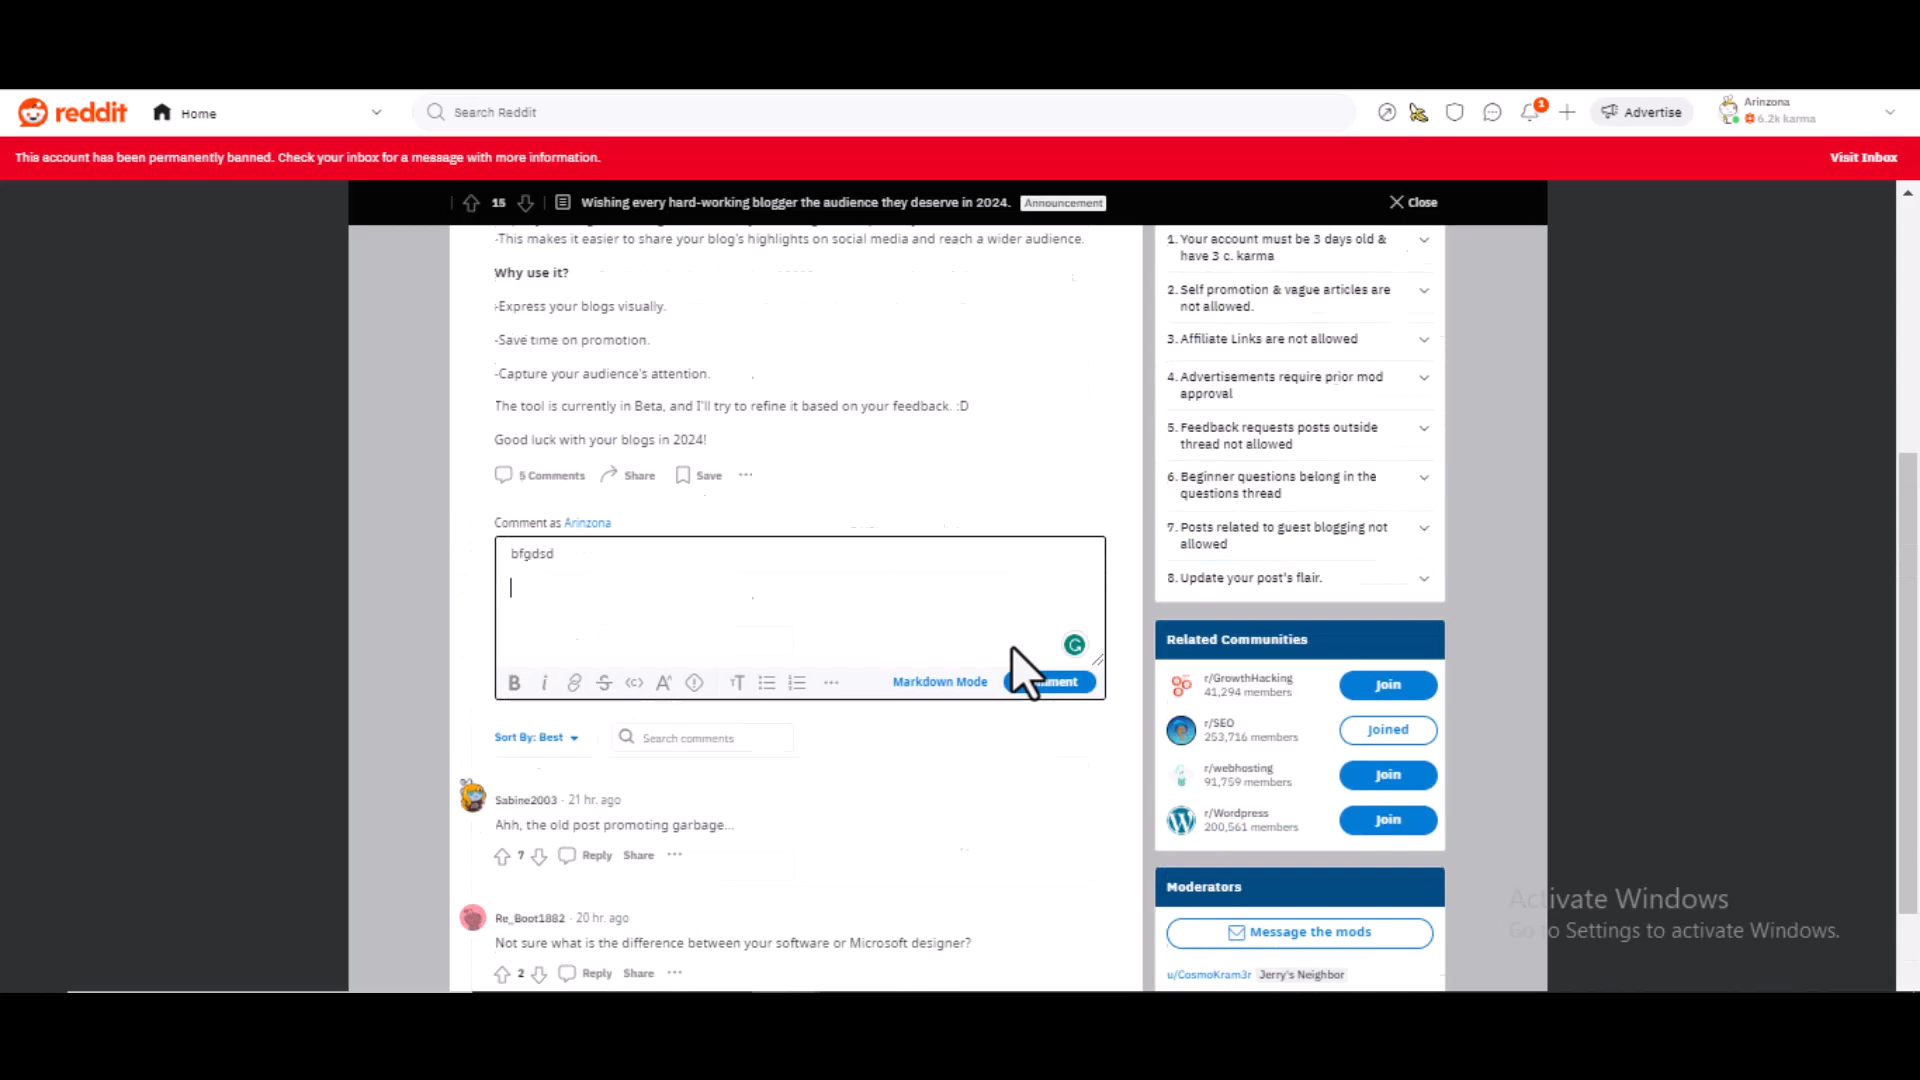 reddit
Home
Search Reddit
1
Advertise
Arinzona
6.2k karma
This account has been permanently banned. Check your inbox for a message with more information.
Visit Inbox
15
Wishing every hard-working blogger the audience they deserve in 2024.
Announcement
Close
-This makes it easier to share your blog's highlights on social media and reach a wider audience.
Why use it?
-Express your blogs visually.
-Save time on promotion.
-Capture your audience's attention.
The tool is currently in Beta, and I'll try to refine it based on your feedback. :D
Good luck with your blogs in 2024!
5 Comments
Share
Save
Comment as Arinzona
bfgdsd
Markdown Mode
Sort By: Best
Search comments
Sabine2003 · 21 hr. ago
Ahh, the old post promoting garbage...
7
Reply
Share
Re_Boot1882 · 20 hr. ago
Not sure what is the difference between your software or Microsoft designer?
2
Reply
Share
1. Your account must be 3 days old &
have 3 c. karma
2. Self promotion & vague articles are
not allowed.
3. Affiliate Links are not allowed
4. Advertisements require prior mod
approval
5. Feedback requests posts outside
thread not allowed
6. Beginner questions belong in the
questions thread
7. Posts related to guest blogging not
allowed
8. Update your post's flair.
Related Communities
r/GrowthHacking
41,294 members
Join
r/SEO
253,716 members
Joined
r/webhosting
91,759 members
Join
r/Wordpress
200,561 members
Join
Moderators
Message the mods
u/CosmoKram3r Jerry's Neighbor
Activate Windows
Go to Settings to activate Windows.